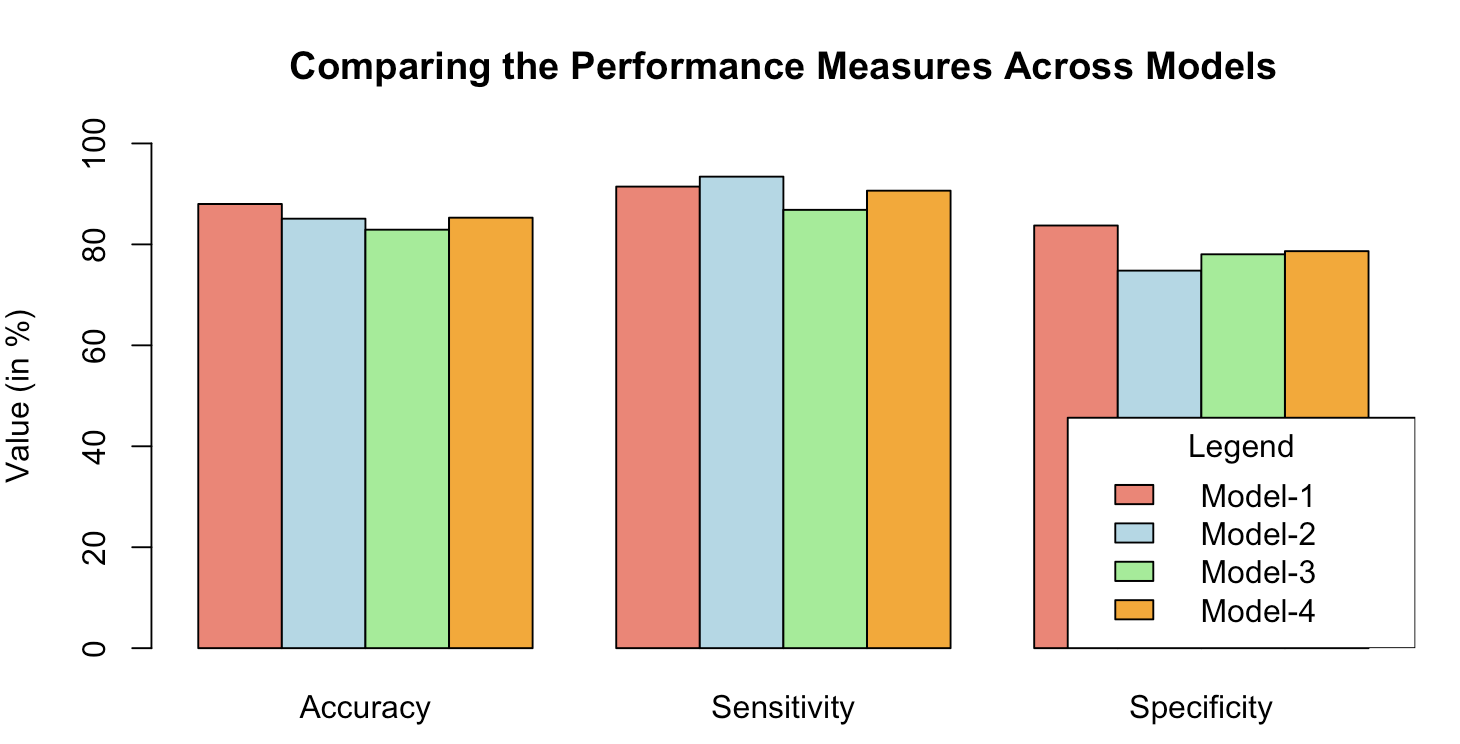 Comparing the Performance Measures Across Models
Value (in %)
100
80
60
40
20
0
Legend
Model-1
Model-2
Model-3
Model-4
Accuracy
Sensitivity
Specificity